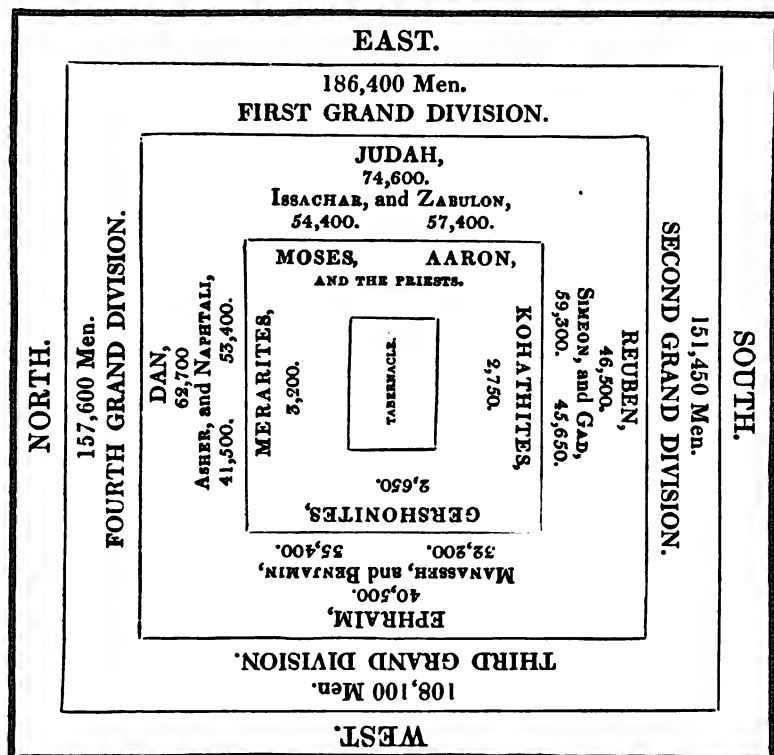 EAST.
186,400 Men.
FIRST GRAND DIVISION.
JUDAH,
74,600.
Issachar, and Zabulon,
54,400. 57,400.
MOSES, AARON,
AND THE PRIESTS.
TABERNACLE.
SOUTH.
151,450 Men.
SECOND GRAND DIVISION.
REUBEN,
46,500.
Simeon, and Gad,
59,300. 45,650.
KOHATHITES,
2,750.
WEST.
108,100 Men.
THIRD GRAND DIVISION.
EPHRAIM,
40,500.
Manasseh, and Benjamin,
32,200. 35,400.
GERSHONITES,
2,650.
NORTH.
157,600 Men.
FOURTH GRAND DIVISION.
DAN,
62,700
Asher, and Naphtali,
41,500. 53,400.
MERARITES,
3,200.